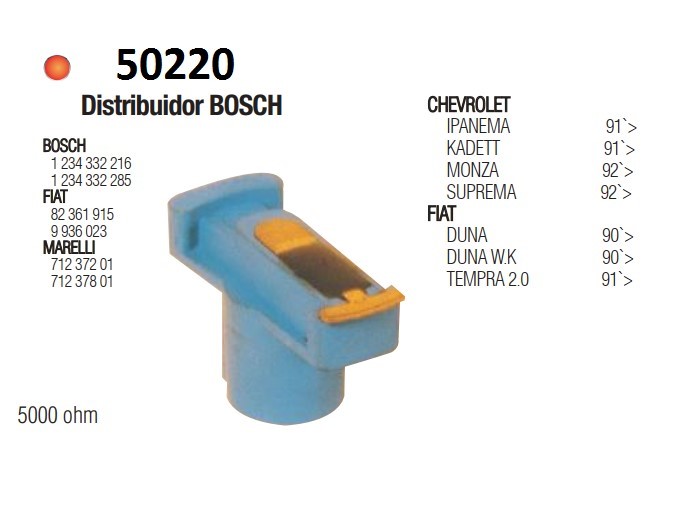 50220
Distribuidor BOSCH
BOSCH
1 234 332 216
1 234 332 285
FIAT
82 361 915
9 936 023
MARELLI
712 372 01
712 378 01
5000 ohm
CHEVROLET
IPANEMA 91`>
KADETT 91`>
MONZA 92`>
SUPREMA 92`>
FIAT
DUNA 90`>
DUNA W.K 90`>
TEMPRA 2.0 91`>